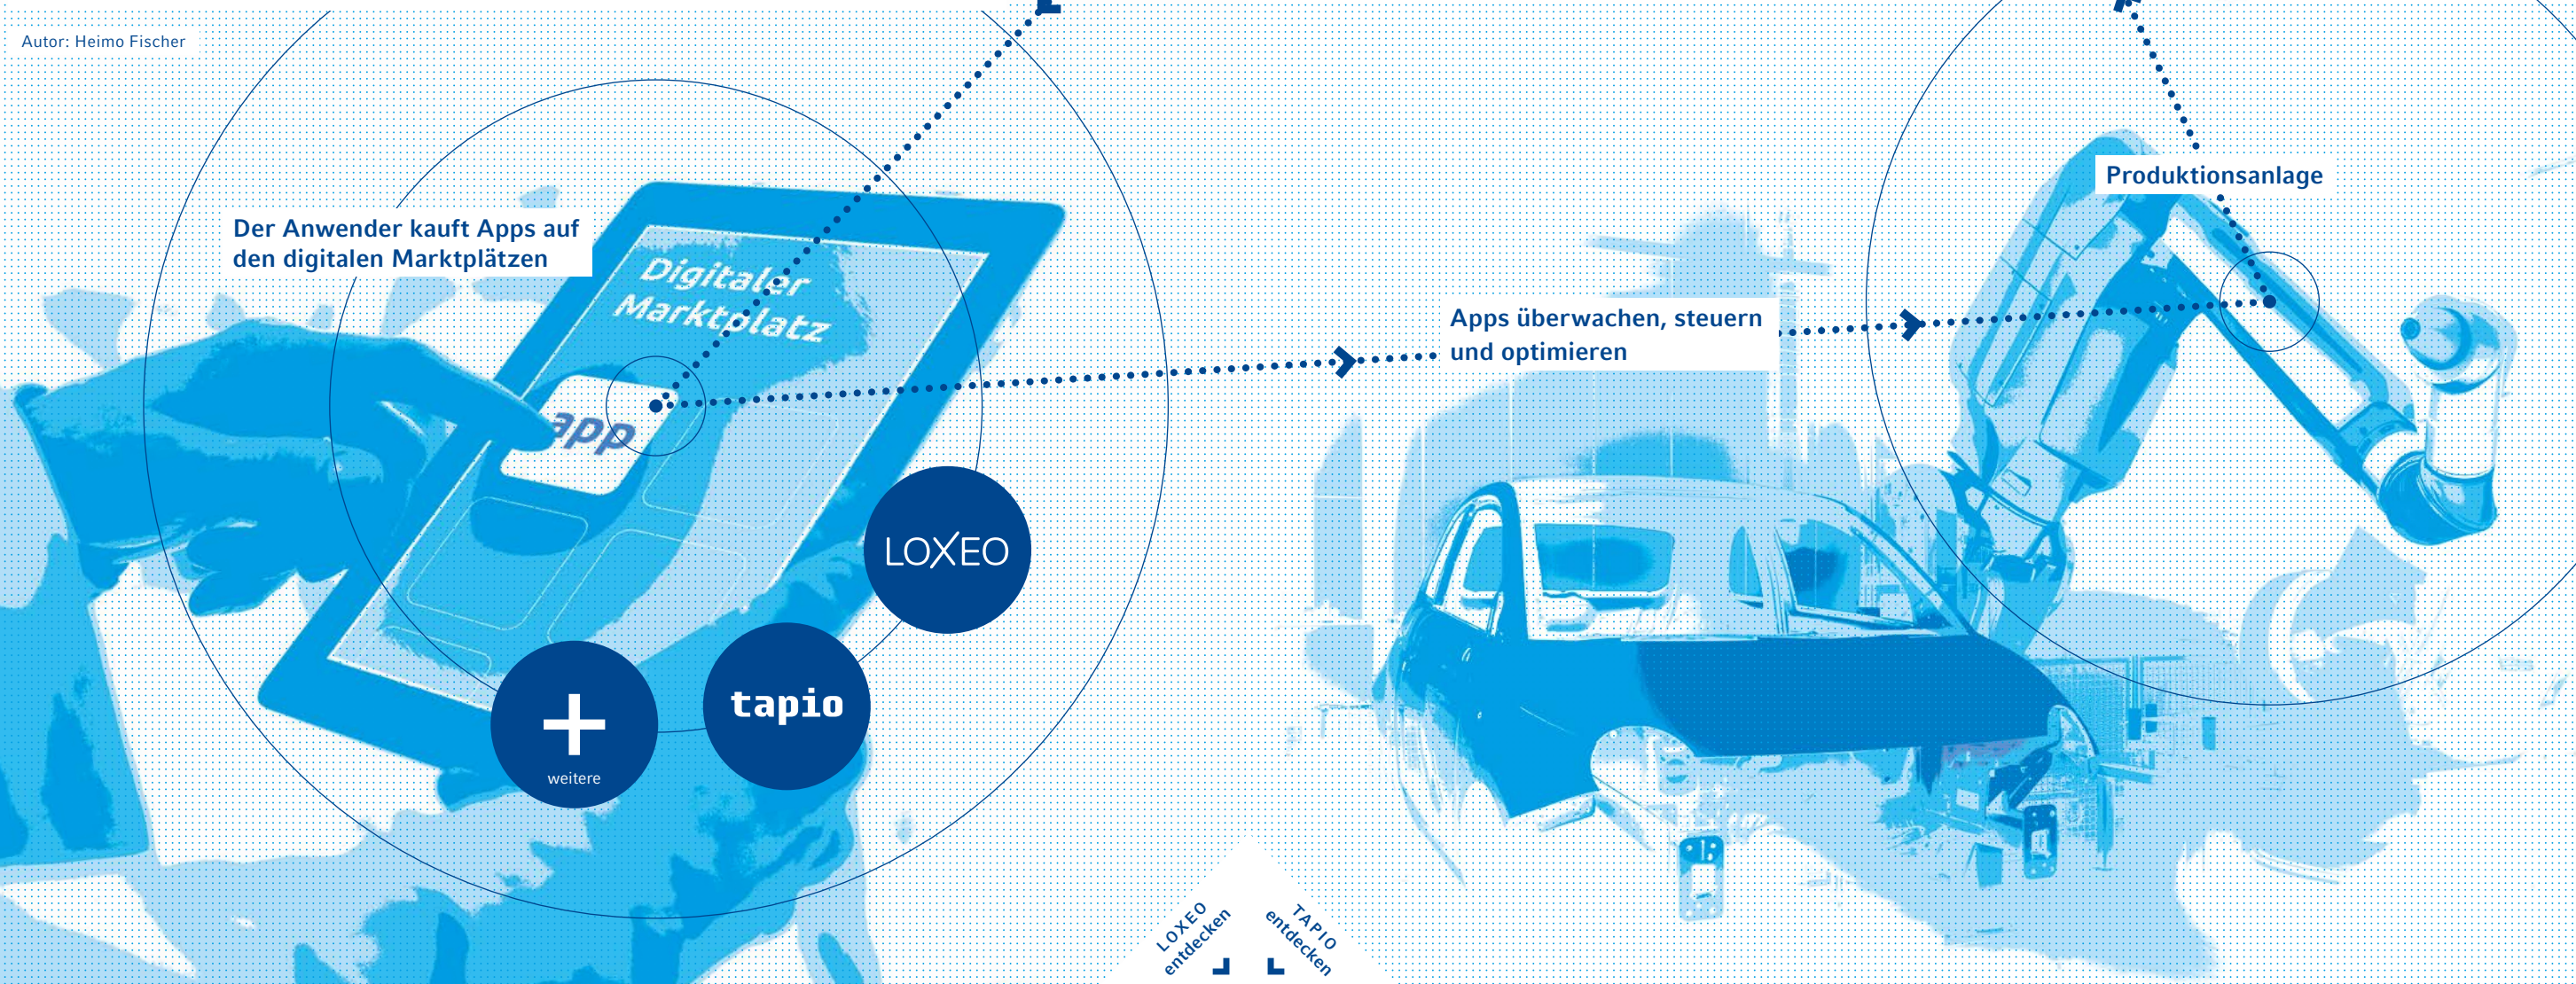 Autor: Heimo Fischer
Der Anwender kauft Apps auf
den digitalen Marktplätzen
Digitaler
Marktplatz
app
LOXEO
tapio
weitere
Apps überwachen, steuern
und optimieren
Produktionsanlage
LOXEO
entdecken
TAPIO
entdecken